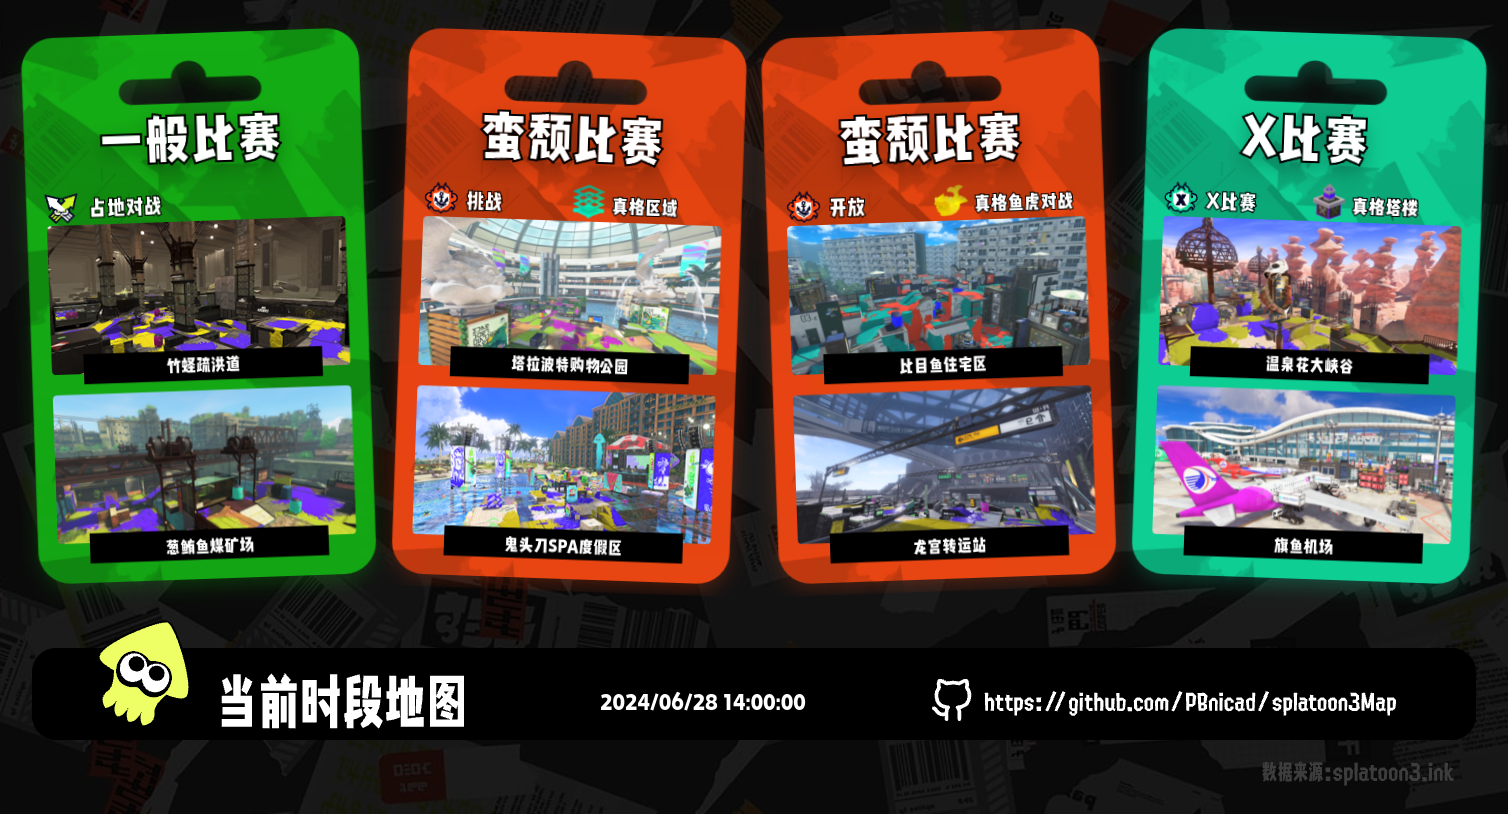 一般比赛
占地对战
竹蛏疏洪道
葱鲔鱼煤矿场
蛮颓比赛
挑战
真格区域
塔拉波特购物公园
鬼头刀SPA度假区
蛮颓比赛
开放
真格鱼虎对战
比目鱼住宅区
龙宫转运站
X比赛
X比赛
真格塔楼
温泉花大峡谷
旗鱼机场
当前时段地图
2024/06/28 14:00:00
https://github.com/PBnicad/splatoon3Map
数据来源:splatoon3.ink